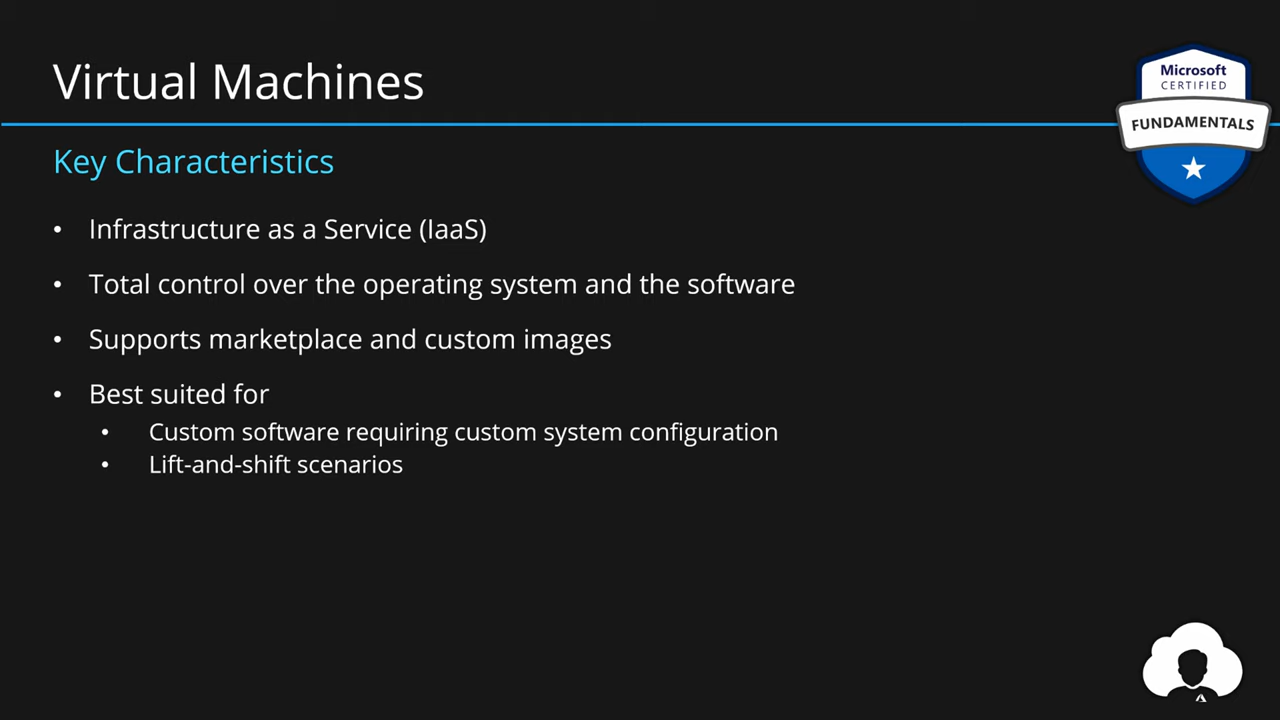 Virtual Machines
Microsoft
CERTIFIED
FUNDAMENTALS
Key Characteristics
• Infrastructure as a Service (IaaS)
• Total control over the operating system and the software
• Supports marketplace and custom images
• Best suited for
• Custom software requiring custom system configuration
• Lift-and-shift scenarios